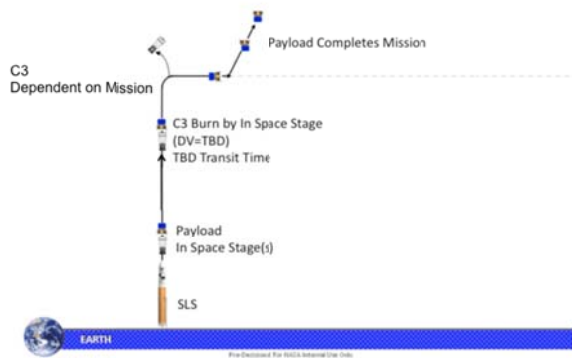 Payload Completes Mission
C3
Dependent on Mission
C3 Burn by In Space Stage
(DV=TBD)
TBD Transit Time
Payload
In Space Stage(s)
SLS
EARTH
Pre-Decisional For NASA Internal Use Only